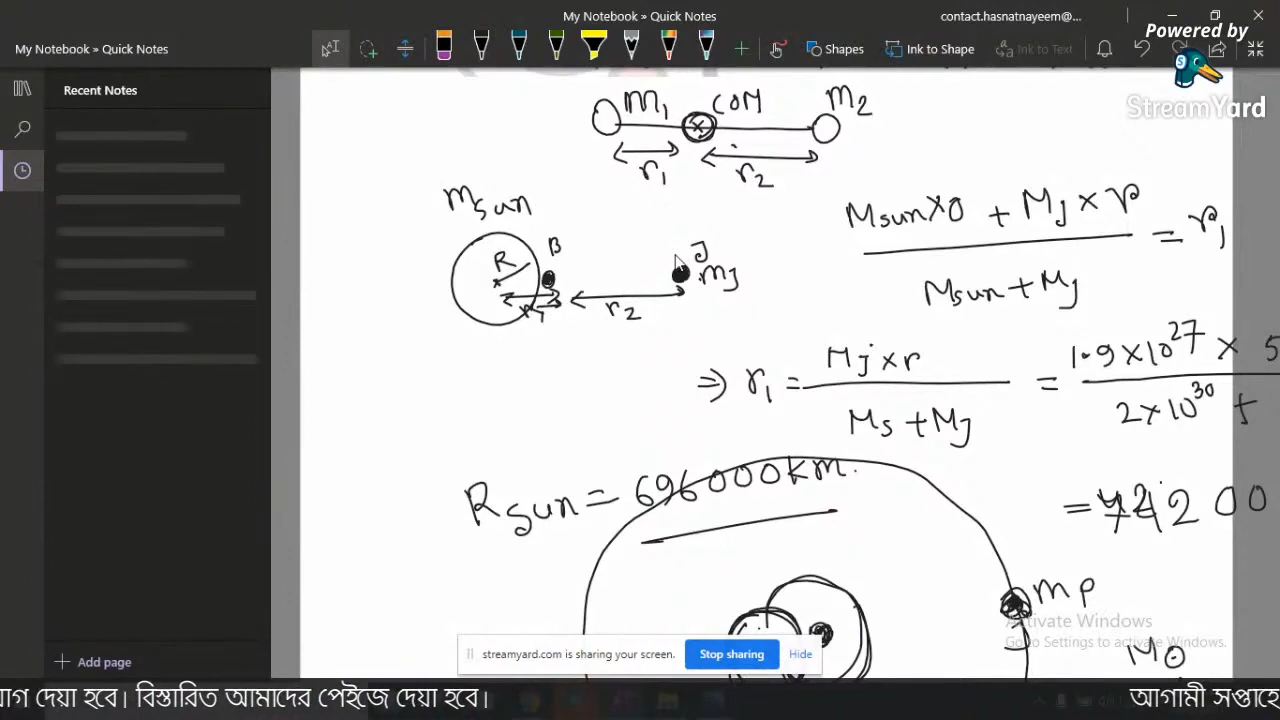 My Notebook » Quick Notes
contact.hasnatnayeem@...
My Notebook » Quick Notes
Shapes
Ink to Shape
Ink to Text
Powered by
StreamYard
Recent Notes
m1 COM m2
r1 r2
Msun
R B J
mJ
r1 r2
Msun×0 + MJ × r
= r1
Msun + MJ
⇒ r1 = MJ × r = 1.9×10^27 × 5
Ms + MJ 2×10^30 +
Rsun = 696000km.
= 74200
mp
Activate Windows
Go to Settings to activate Windows.
streamyard.com is sharing your screen.
Stop sharing
Hide
Add page
যোগ দেয়া হবে। বিস্তারিত আমাদের পেইজে দেয়া হবে।
আগামী সপ্তাহে